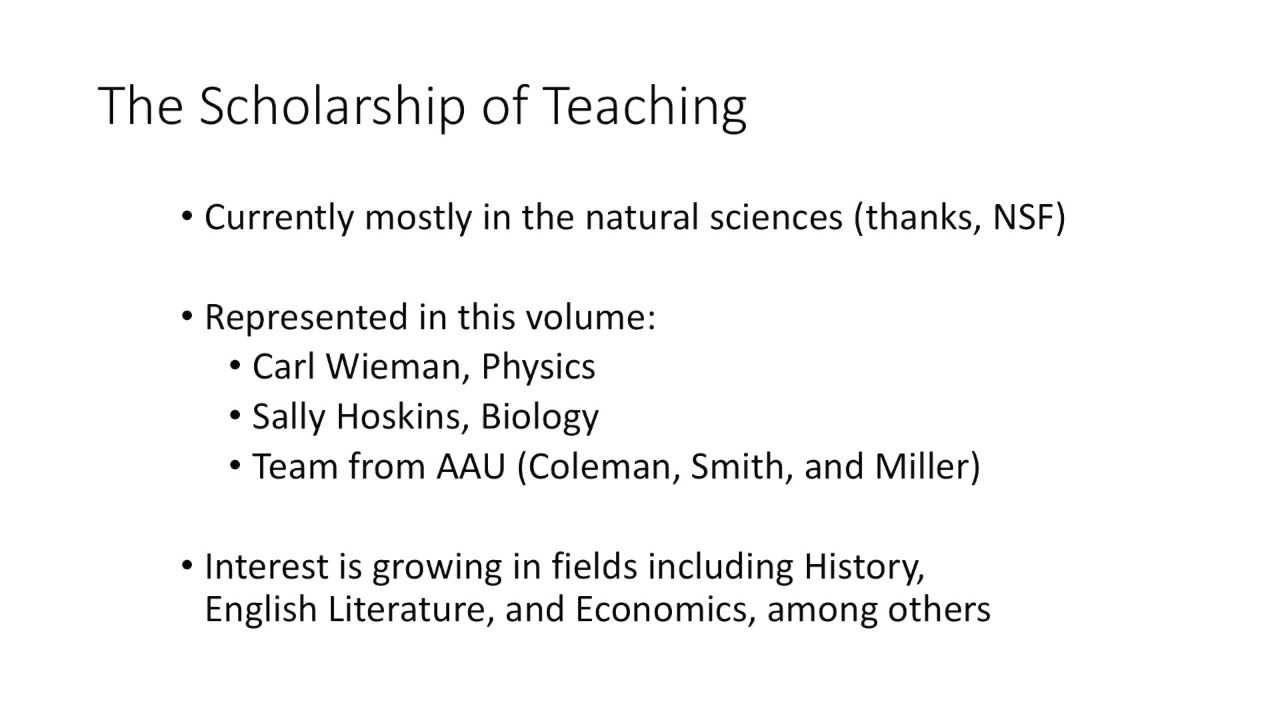 The Scholarship of Teaching
• Currently mostly in the natural sciences (thanks, NSF)
• Represented in this volume:
• Carl Wieman, Physics
• Sally Hoskins, Biology
• Team from AAU (Coleman, Smith, and Miller)
• Interest is growing in fields including History,
English Literature, and Economics, among others